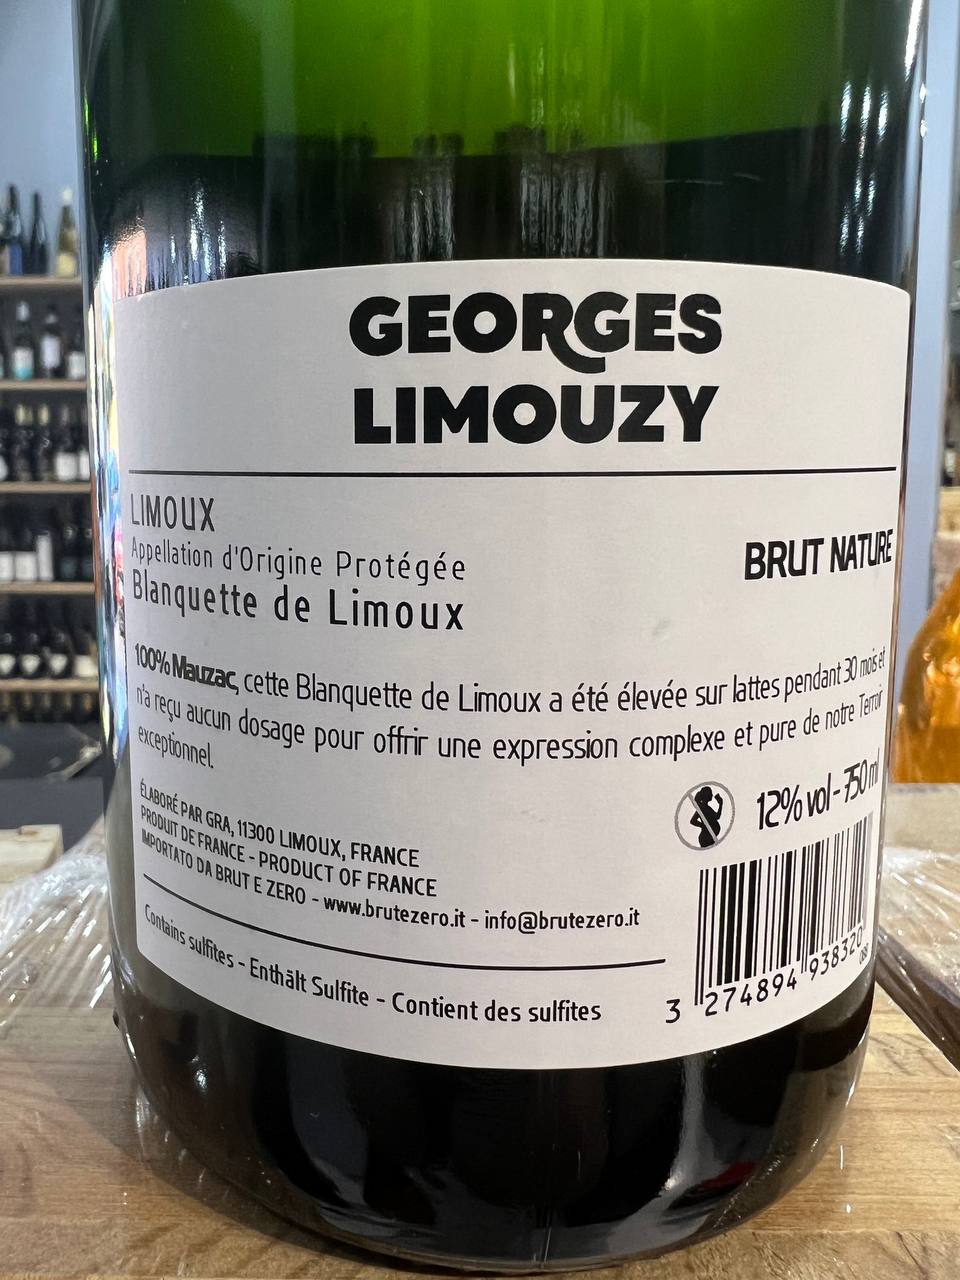 GEORGES
LIMOUZY
LIMOUX
Appellation d'Origine Protégée
Blanquette de Limoux
BRUT NATURE
100% Mauzac, cette Blanquette de Limoux a été élevée sur lattes pendant 30 mois et
n'a reçu aucun dosage pour offrir une expression complexe et pure de notre Terroir
exceptionnel.
12% vol - 750 ml
ÉLABORÉ PAR GRA, 11300 LIMOUX, FRANCE
PRODUIT DE FRANCE - PRODUCT OF FRANCE
IMPORTATO DA BRUT E ZERO - www.brutezero.it - info@brutezero.it
Contains sulfites - Enthält Sulfite - Contient des sulfites
3 274894 938320